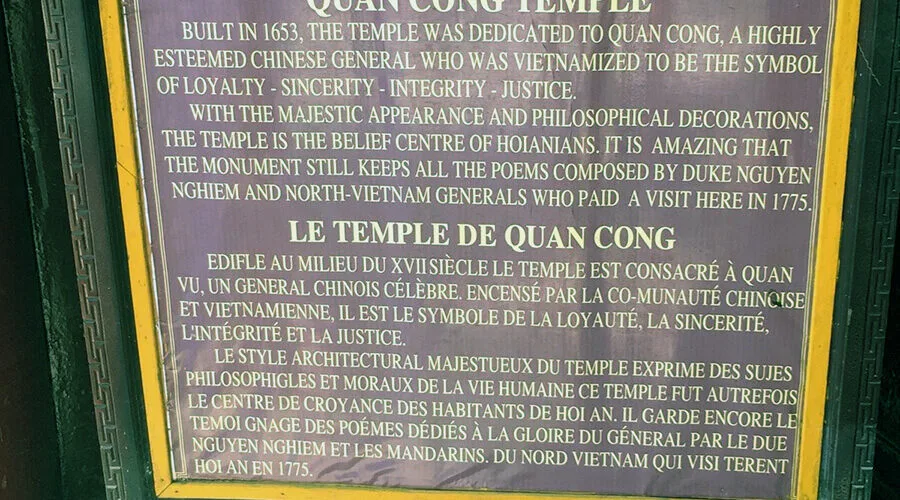 QUAN CONG TEMPLE
BUILT IN 1653, THE TEMPLE WAS DEDICATED TO QUAN CONG, A HIGHLY
ESTEEMED CHINESE GENERAL WHO WAS VIETNAMIZED TO BE THE SYMBOL
OF LOYALTY - SINCERITY - INTEGRITY - JUSTICE.
WITH THE MAJESTIC APPEARANCE AND PHILOSOPHICAL DECORATIONS,
THE TEMPLE IS THE BELIEF CENTRE OF HOIANIANS. IT IS AMAZING THAT
THE MONUMENT STILL KEEPS ALL THE POEMS COMPOSED BY DUKE NGUYEN
NGHIEM AND NORTH-VIETNAM GENERALS WHO PAID A VISIT HERE IN 1775.
LE TEMPLE DE QUAN CONG
EDIFLE AU MILIEU DU XVII SIÈCLE LE TEMPLE EST CONSACRÉ À QUAN
VU, UN GENERAL CHINOIS CÉLÈBRE. ENCENSÉ PAR LA CO-MUNAUTÉ CHINOISE
ET VIETNAMIENNE, IL EST LE SYMBOLE DE LA LOYAUTÉ, LA SINCERITÉ,
L'INTÉGRITÉ ET LA JUSTICE.
LE STYLE ARCHITECTURAL MAJESTUEUX DU TEMPLE EXPRIME DES SUJES
PHILOSOPHIGLES ET MORAUX DE LA VIE HUMAINE CE TEMPLE FUT AUTREFOIS
LE CENTRE DE CROYANCE DES HABITANTS DE HOI AN. IL GARDE ENCORE LE
TEMOI GNAGE DES POÉMES DÉDIÉS À LA GLOIRE DU GÉNERAL PAR LE DUE
NGUYEN NGHIEM ET LES MANDARINS. DU NORD VIETNAM QUI VISI TERENT
HOI AN EN 1775.